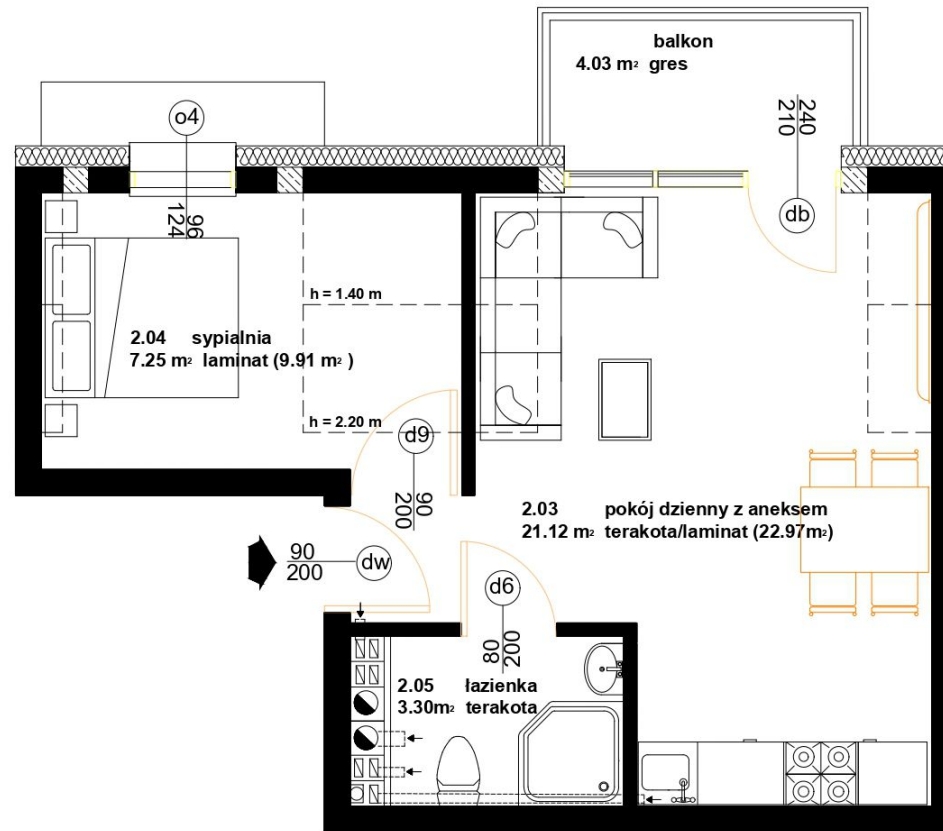 balkon
4.03 m² gres
o4
240
210
96
124
db
h = 1.40 m
2.04 sypialnia
7.25 m² laminat (9.91 m² )
h = 2.20 m
d9
90
200
2.03 pokój dzienny z aneksem
21.12 m² terakota/laminat (22.97m²)
90
200
dw
d6
80
200
2.05 łazienka
3.30m² terakota